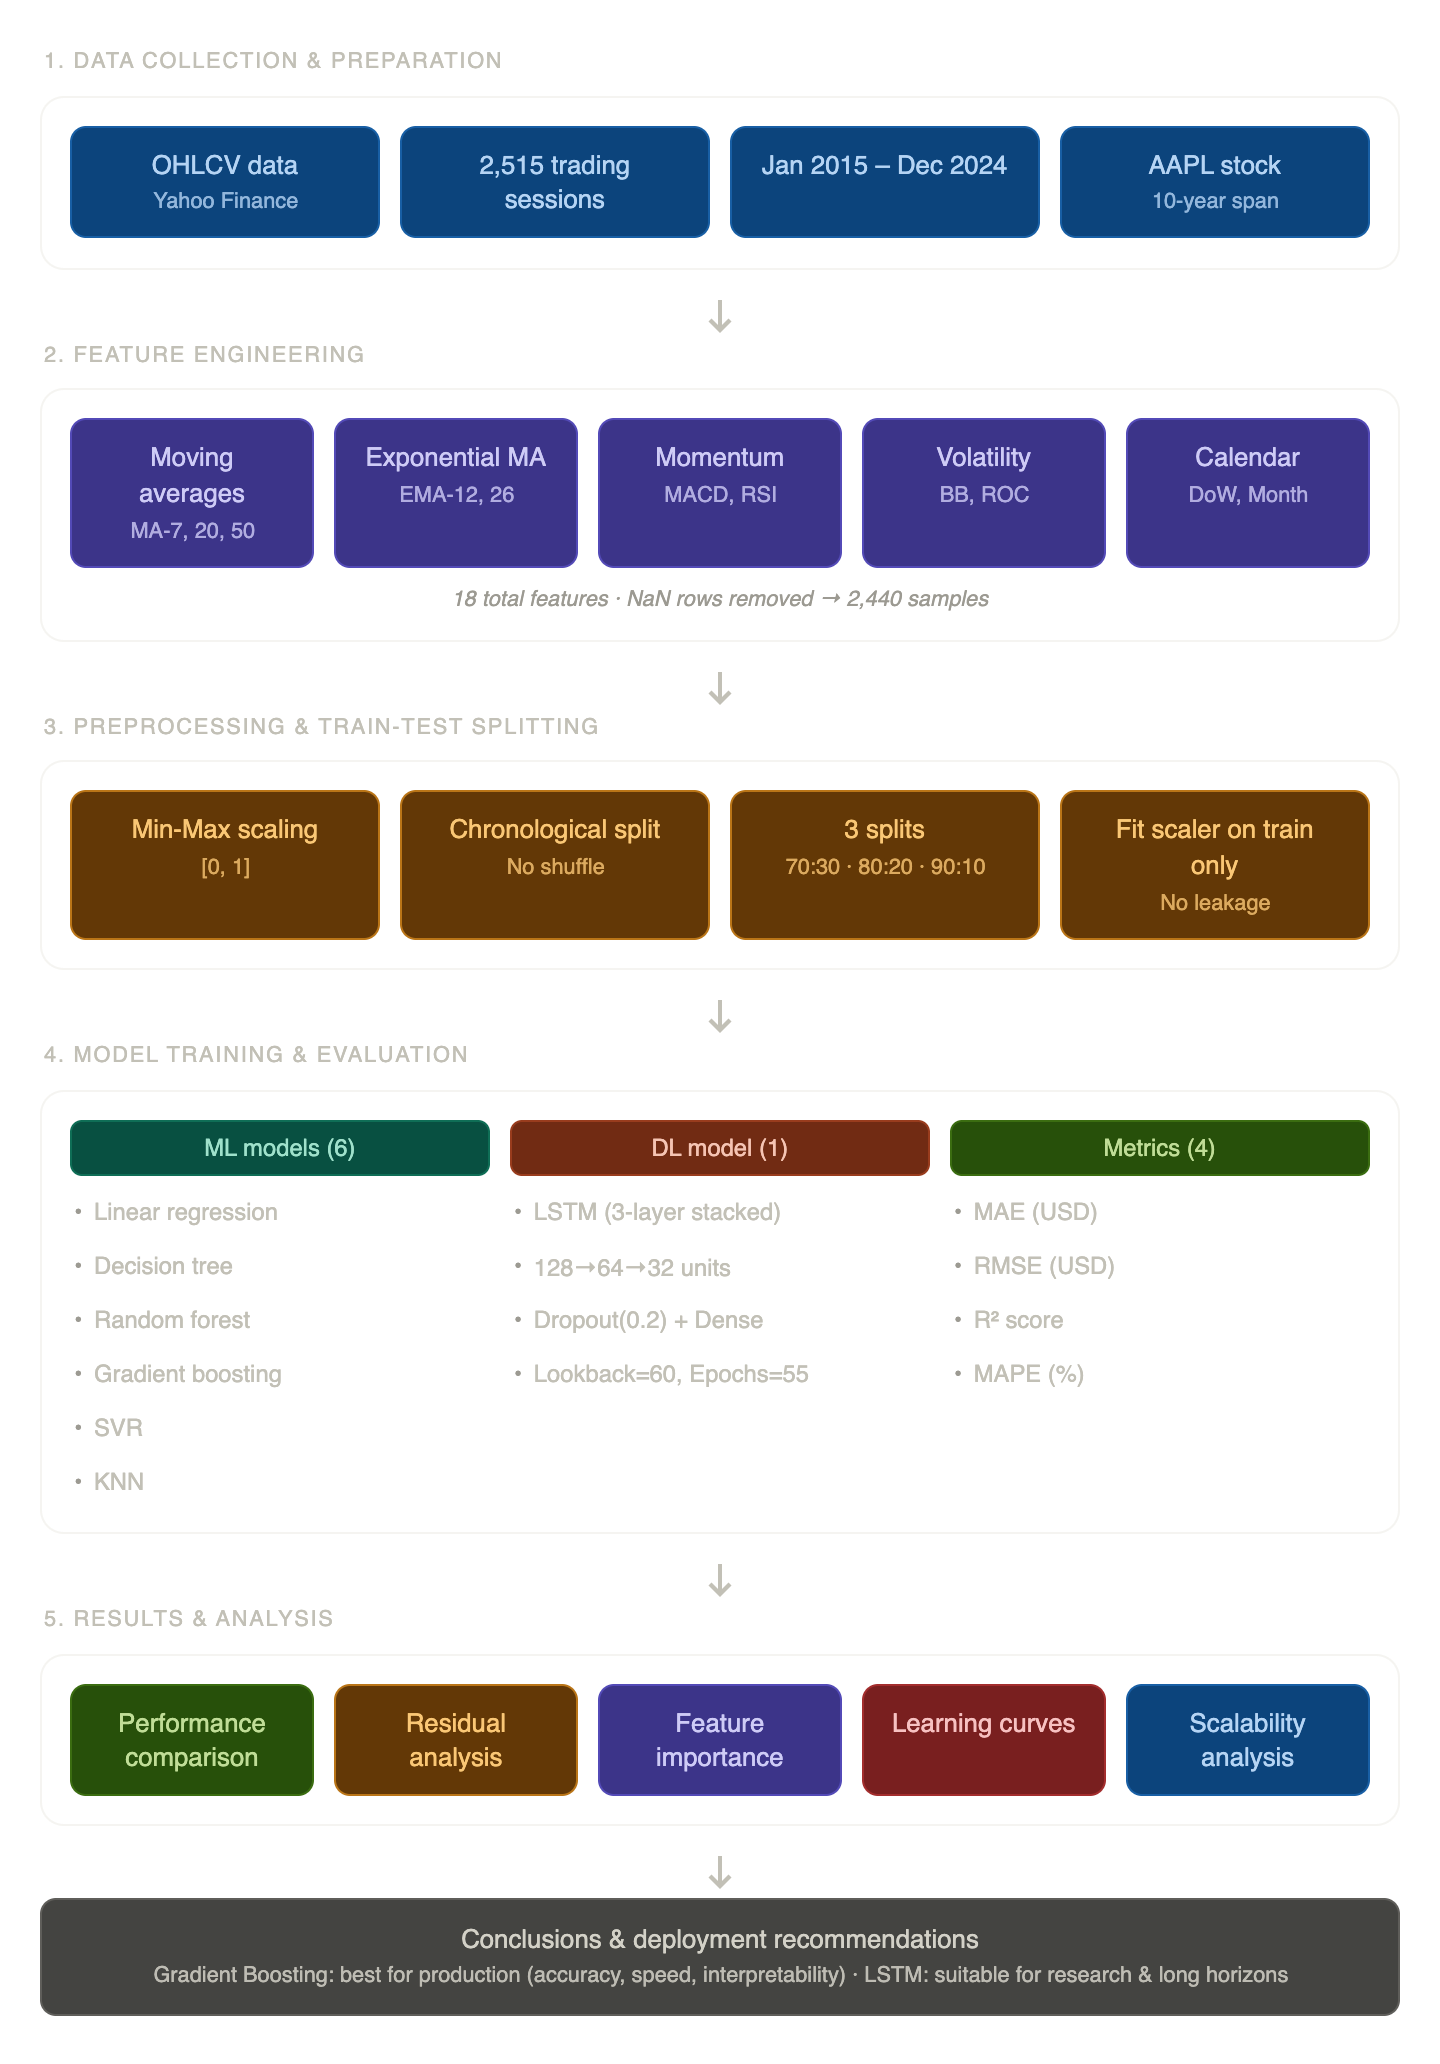 1. DATA COLLECTION & PREPARATION
OHLCV data
Yahoo Finance
2,515 trading
sessions
Jan 2015 – Dec 2024
AAPL stock
10-year span
↓
2. FEATURE ENGINEERING
Moving
averages
MA-7, 20, 50
Exponential MA
EMA-12, 26
Momentum
MACD, RSI
Volatility
BB, ROC
Calendar
DoW, Month
18 total features · NaN rows removed → 2,440 samples
↓
3. PREPROCESSING & TRAIN-TEST SPLITTING
Min-Max scaling
[0, 1]
Chronological split
No shuffle
3 splits
70:30 · 80:20 · 90:10
Fit scaler on train
only
No leakage
↓
4. MODEL TRAINING & EVALUATION
ML models (6)
• Linear regression
• Decision tree
• Random forest
• Gradient boosting
• SVR
• KNN
DL model (1)
• LSTM (3-layer stacked)
• 128→64→32 units
• Dropout(0.2) + Dense
• Lookback=60, Epochs=55
Metrics (4)
• MAE (USD)
• RMSE (USD)
• R² score
• MAPE (%)
↓
5. RESULTS & ANALYSIS
Performance
comparison
Residual
analysis
Feature
importance
Learning curves
Scalability
analysis
↓
Conclusions & deployment recommendations
Gradient Boosting: best for production (accuracy, speed, interpretability) · LSTM: suitable for research & long horizons